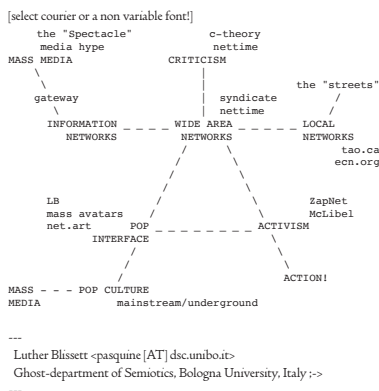 [select courier or a non variable font!]
the "Spectacle" c-theory
media hype nettime
MASS MEDIA CRITICISM
the "streets"
gateway syndicate
nettime
INFORMATION _ _ _ _ WIDE AREA _ _ _ _ _ LOCAL
NETWORKS NETWORKS NETWORKS
tao.ca
ecn.org
LB ZapNet
mass avatars McLibel
net.art POP _ _ _ _ _ _ _ _ ACTIVISM
INTERFACE
ACTION!
MASS - - - POP CULTURE
MEDIA mainstream/underground
---
Luther Blissett <pasquine [AT] dsc.unibo.it>
Ghost-department of Semiotics, Bologna University, Italy ;->
---